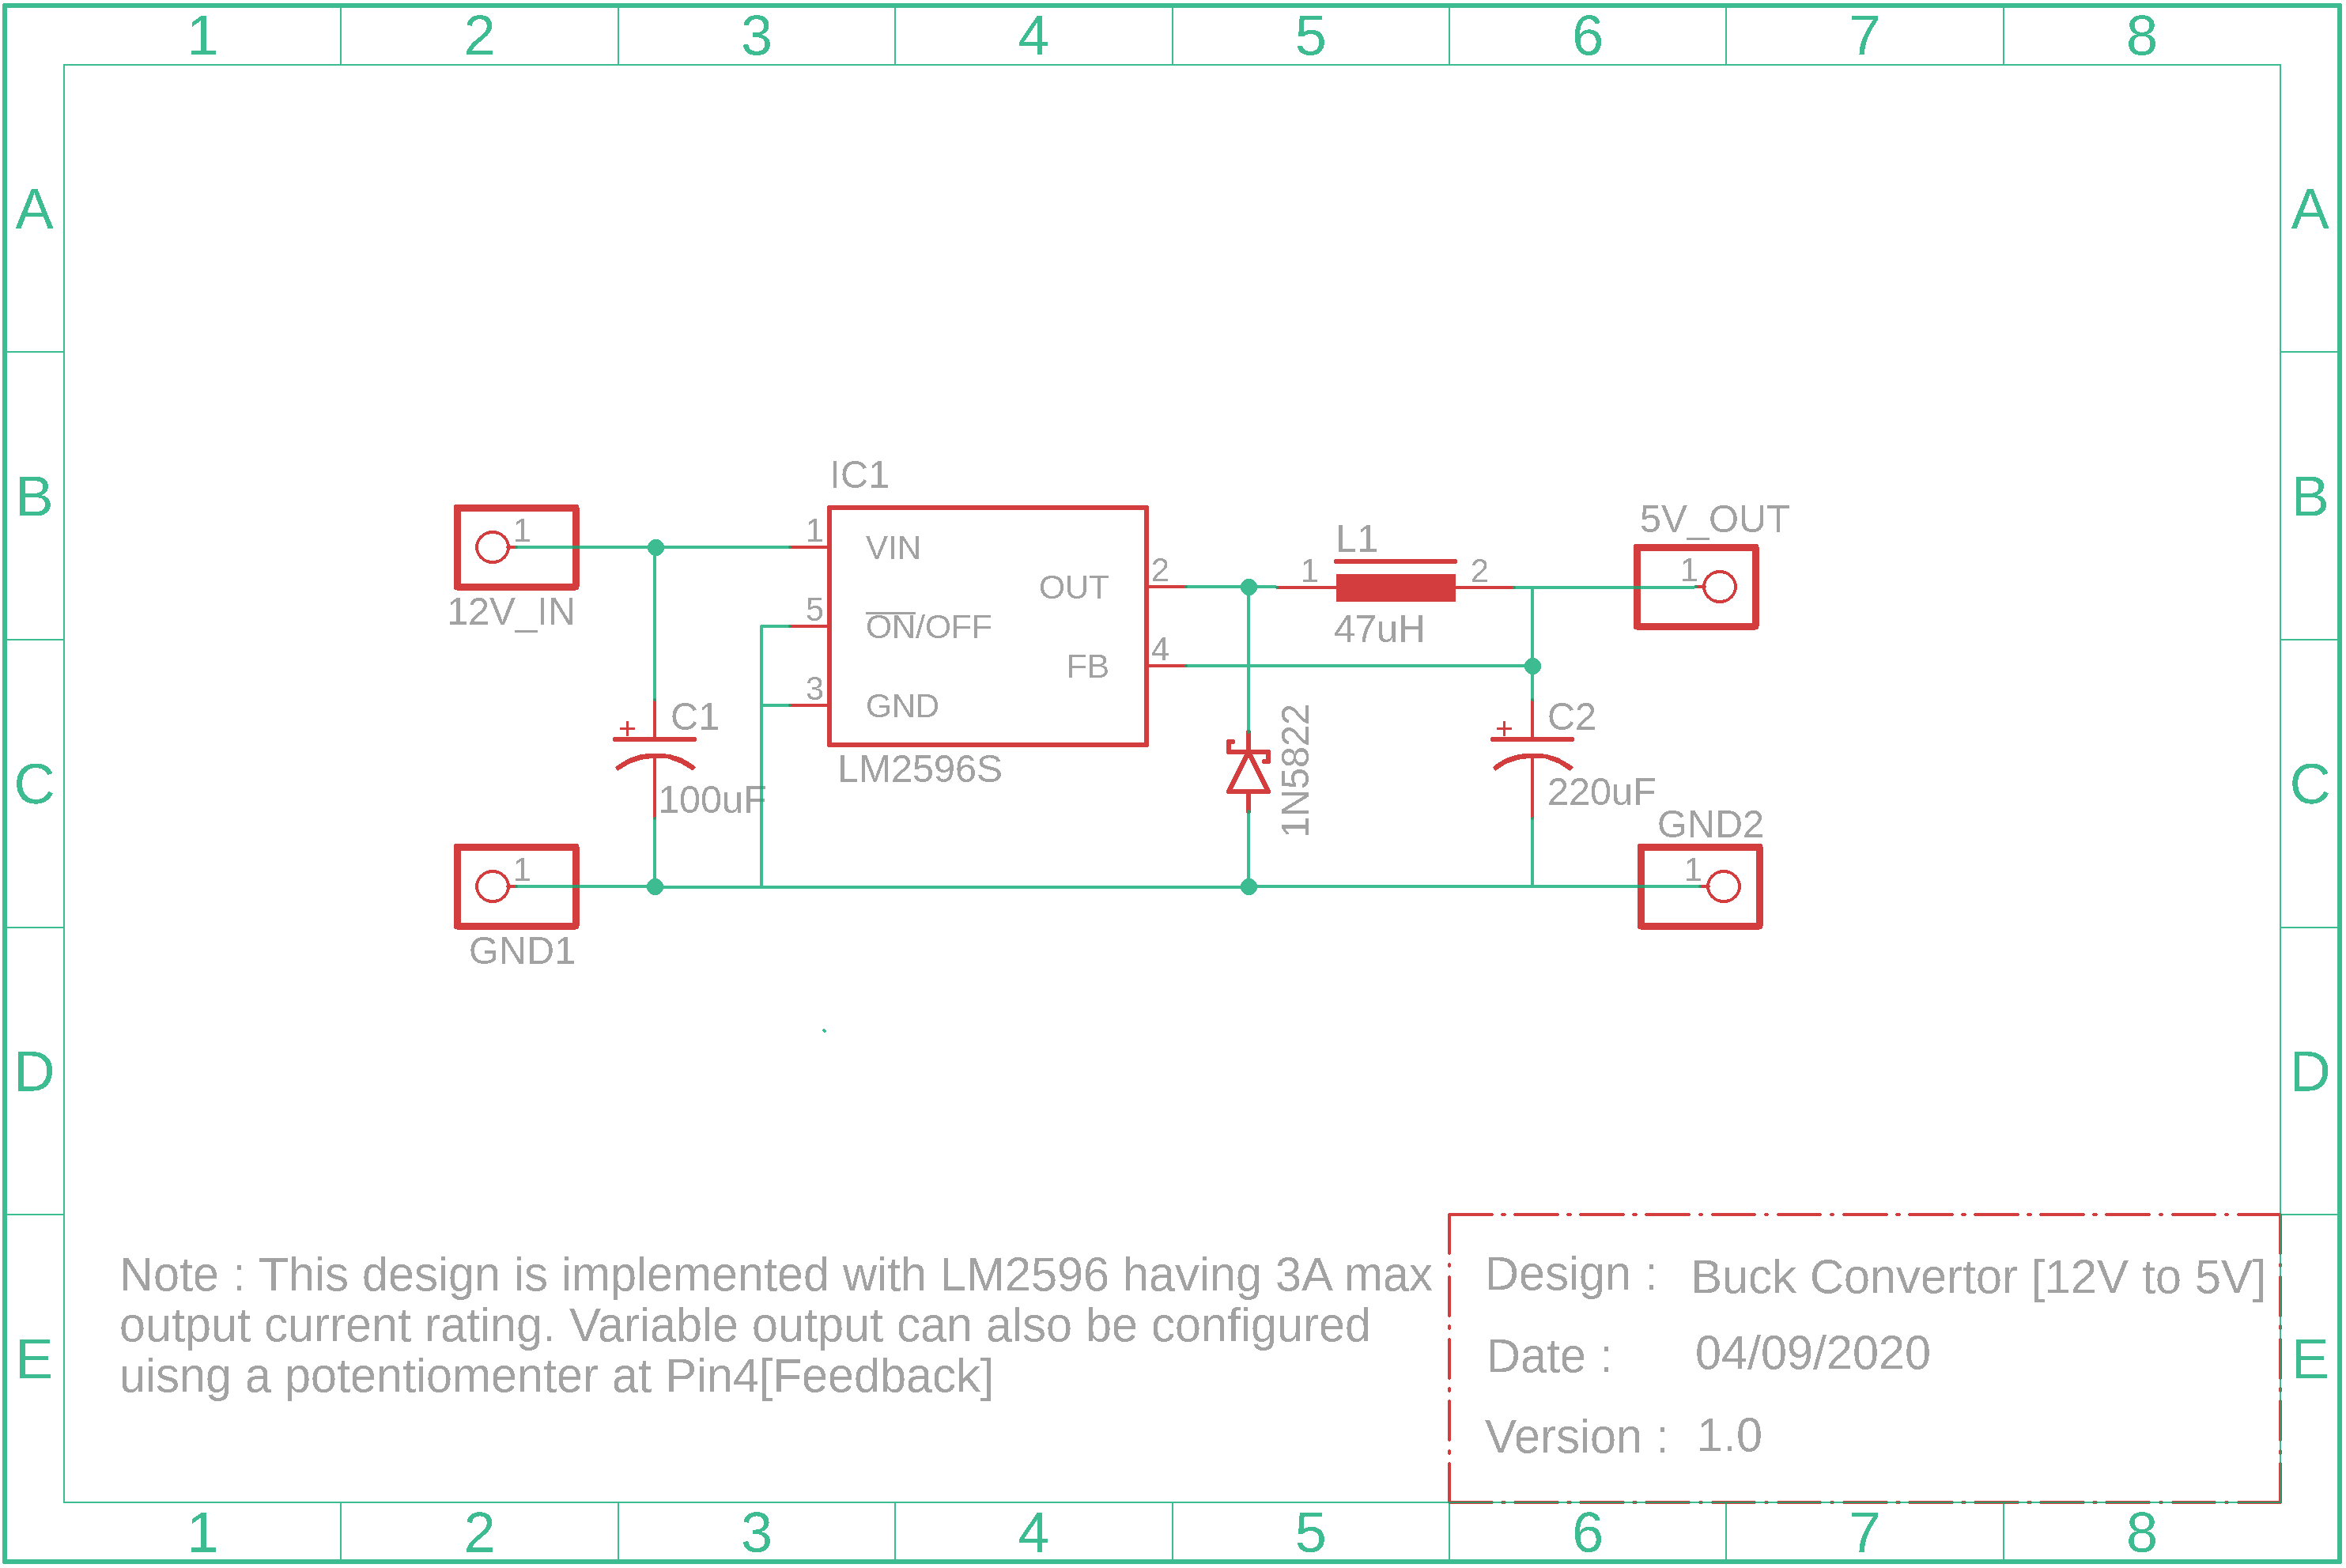 1 2 3 4 5 6 7 8
A A
B B
C C
D D
E E
IC1
1
12V_IN
1
VIN
5
ON/OFF
3
GND
2
OUT
4
FB
LM2596S
L1
1
2
47uH
5V_OUT
1
C1
100uF
1N5822
C2
220uF
GND2
1
1
GND1
Note : This design is implemented with LM2596 having 3A max
output current rating. Variable output can also be configured
uisng a potentiomenter at Pin4[Feedback]
Design : Buck Convertor [12V to 5V]
Date : 04/09/2020
Version : 1.0
1 2 3 4 5 6 7 8